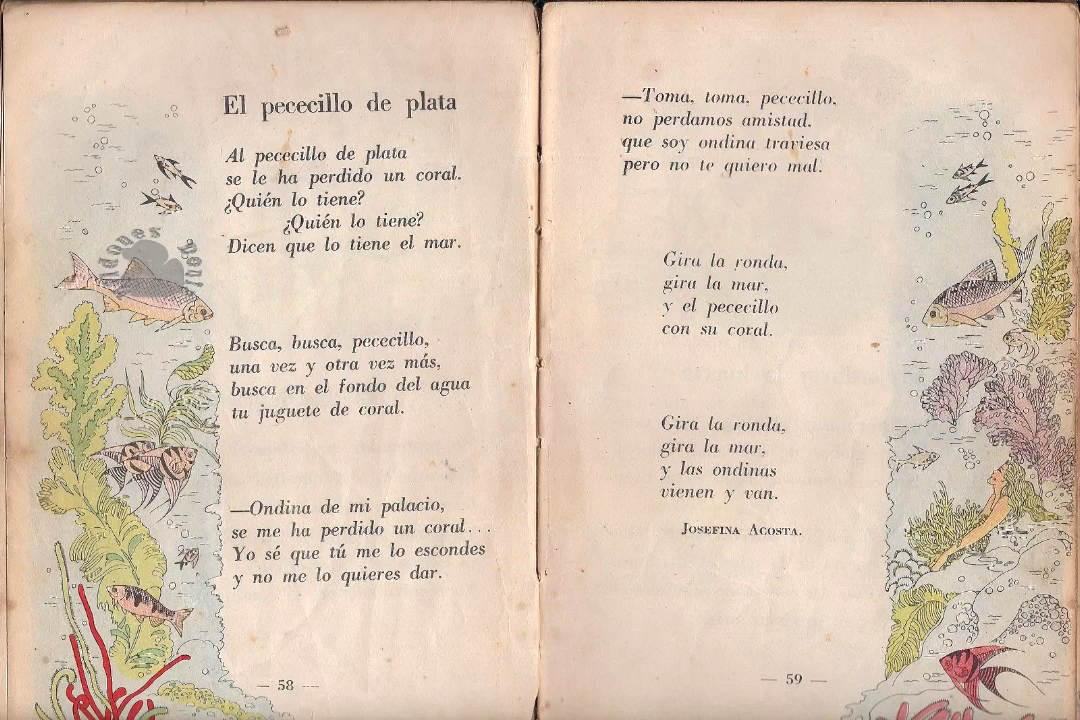 El pececillo de plata
Al pececillo de plata
se le ha perdido un coral.
¿Quién lo tiene?
¿Quién lo tiene?
Dicen que lo tiene el mar.
Busca, busca, pececillo,
una vez y otra vez más,
busca en el fondo del agua
tu juguete de coral.
—Ondina de mi palacio,
se me ha perdido un coral...
Yo sé que tú me lo escondes
y no me lo quieres dar.
— 58 —
—Toma, toma, pececillo,
no perdamos amistad,
que soy ondina traviesa
pero no te quiero mal.
Gira la ronda,
gira la mar,
y el pececillo
con su coral.
Gira la ronda,
gira la mar,
y las ondinas
vienen y van.
JOSEFINA ACOSTA.
— 59 —